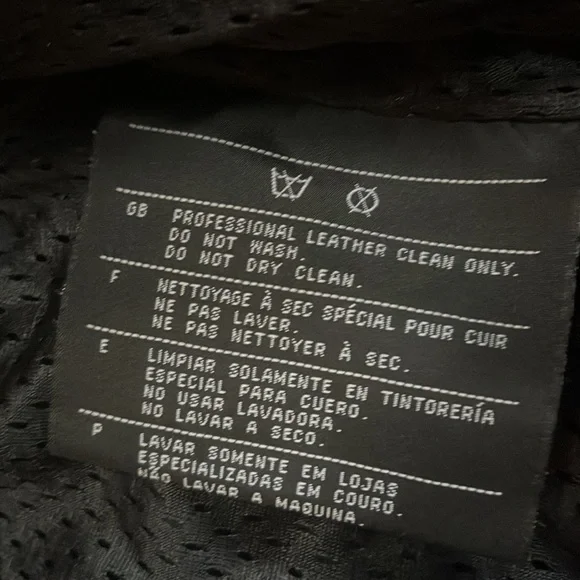 GB PROFESSIONAL LEATHER CLEAN ONLY.
DO NOT WASH.
DO NOT DRY CLEAN.
F NETTOYAGE À SEC SPÉCIAL POUR CUIR
NE PAS LAVER.
NE PAS NETTOYER À SEC.
E LIMPIAR SOLAMENTE EN TINTORERÍA
ESPECIAL PARA CUERO.
NO USAR LAVADORA.
NO LAVAR A SECO.
P LAVAR SOMENTE EM LOJAS
ESPECIALIZADAS EM COURO.
NÃO LAVAR A MAQUINA.